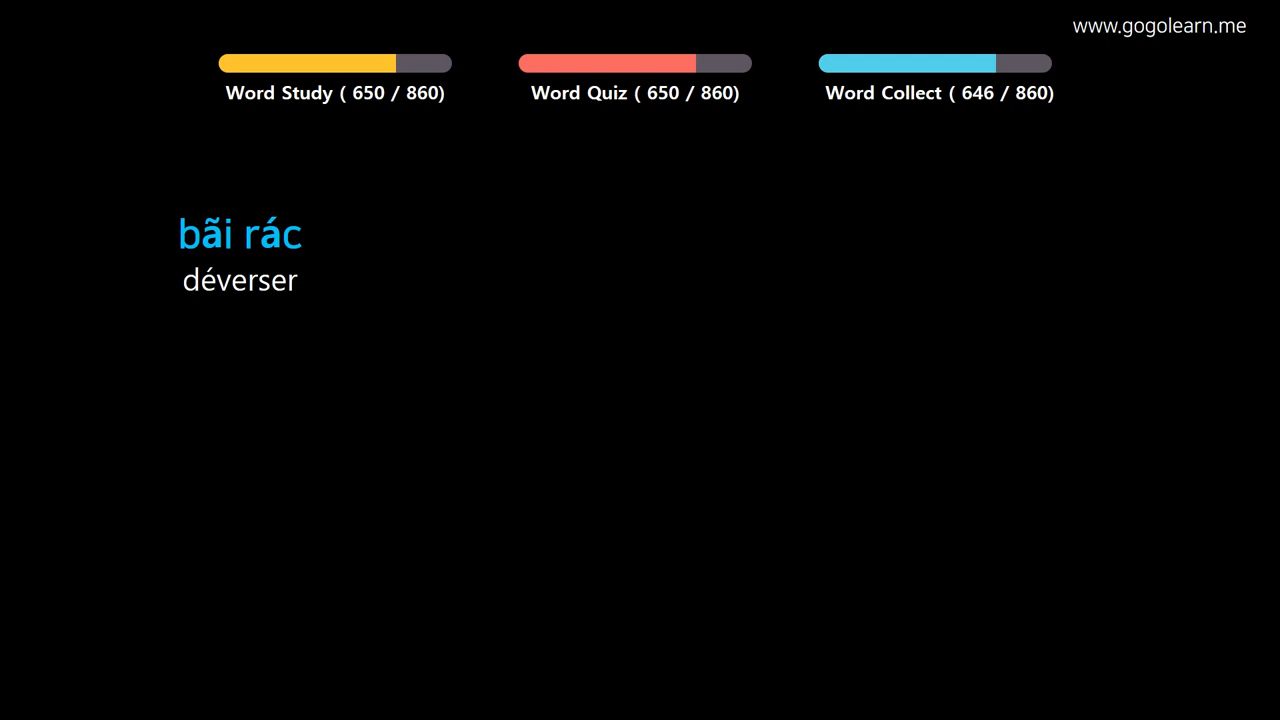 www.gogolearn.me
Word Study ( 650 / 860)
Word Quiz ( 650 / 860)
Word Collect ( 646 / 860)
bãi rác
déverser